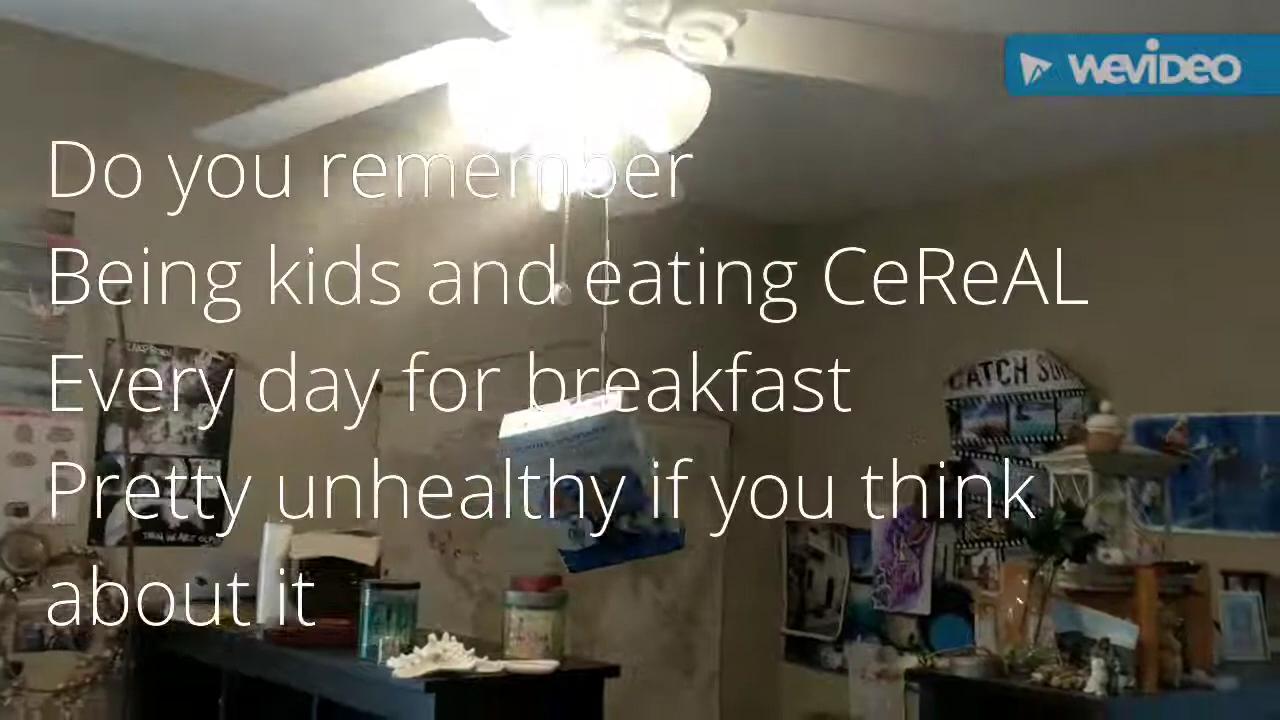 wevideo
Do you remember
Being kids and eating CeReAL
Every day for breakfast
Pretty unhealthy if you think
about it
CATCH